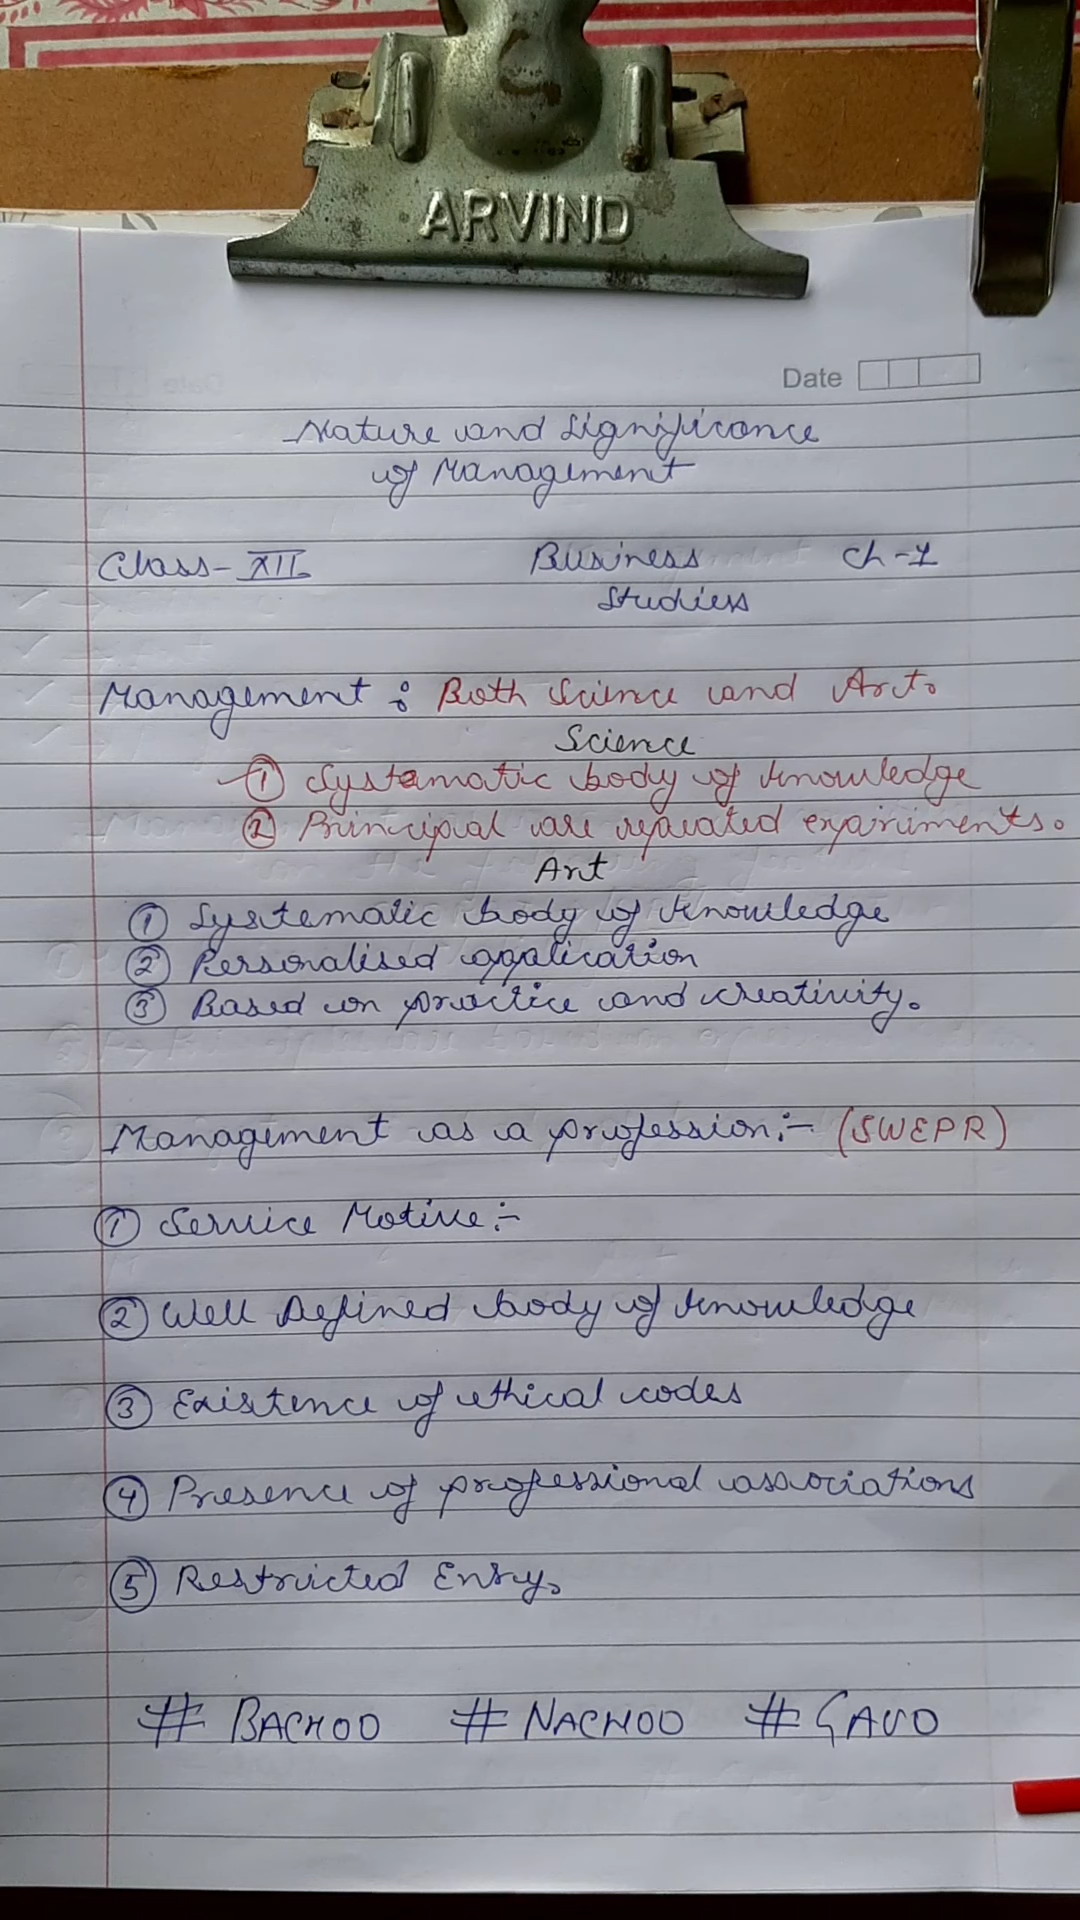 ARVIND
Date
Nature and Significance
of Management
Class - XII Business Ch-1
Studies
Management : Both Science and Art.
Science
① Systematic body of knowledge
② Principal are repeated expairiments.
Art
① Systematic body of knowledge
② Personalised application
③ Based on practice and creativity.
Management as a profession:- (SWEPR)
① Service Motive:-
② Well Defined body of knowledge
③ Existence of ethical codes
④ Presence of professional associations
⑤ Restricted Entry.
# BACHOO # NACHOO # GAUO